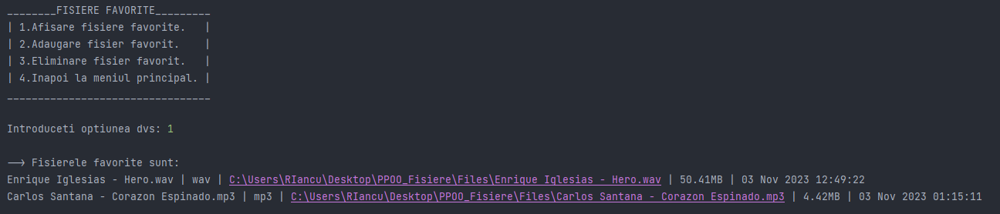 ________FISIERE FAVORITE_________
| 1.Afisare fisiere favorite.   |
| 2.Adaugare fisier favorit.    |
| 3.Eliminare fisier favorit.   |
| 4.Inapoi la meniul principal. |
_________________________________
Introduceti optiunea dvs: 1
--> Fisierele favorite sunt:
Enrique Iglesias - Hero.wav | wav | C:\Users\RIancu\Desktop\PPOO_Fisiere\Files\Enrique Iglesias - Hero.wav | 50.41MB | 03 Nov 2023 12:49:22
Carlos Santana - Corazon Espinado.mp3 | mp3 | C:\Users\RIancu\Desktop\PPOO_Fisiere\Files\Carlos Santana - Corazon Espinado.mp3 | 4.42MB | 03 Nov 2023 01:15:11